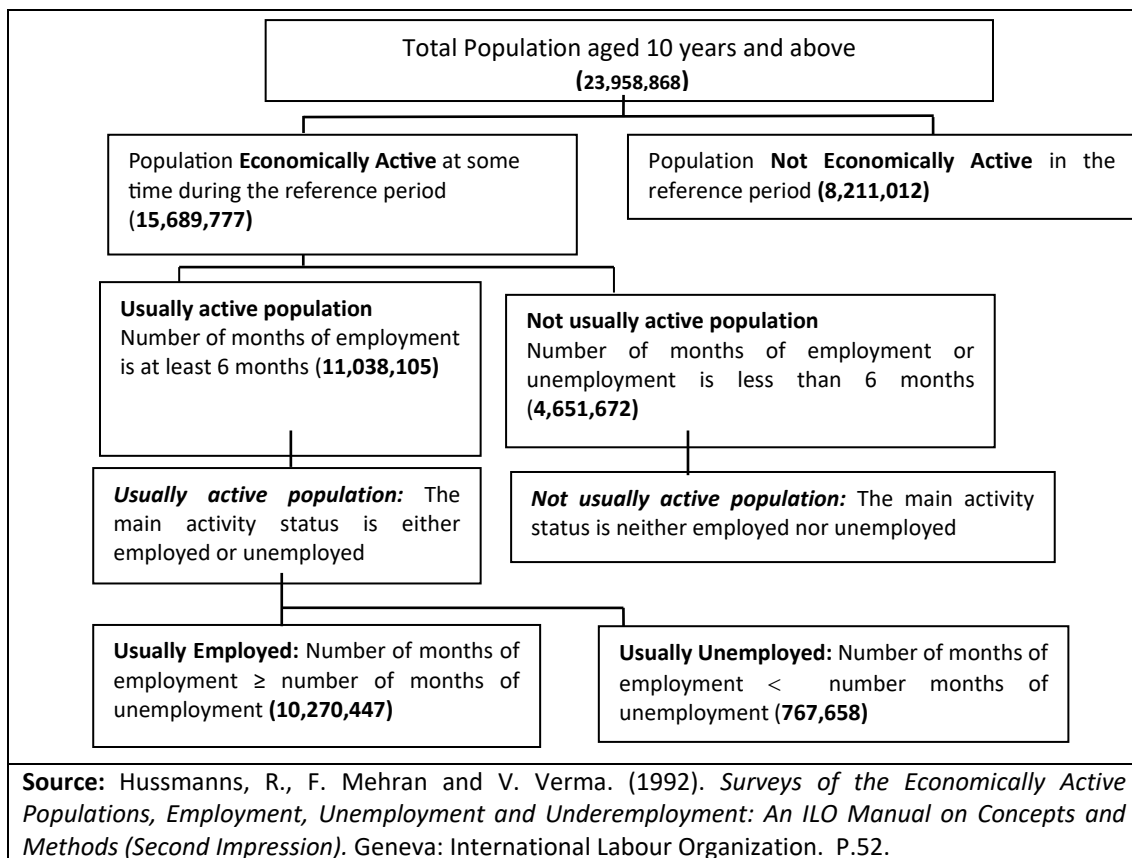 Total Population aged 10 years and above
(23,958,868)
Population Economically Active at some
time during the reference period
(15,689,777)
Population Not Economically Active in the
reference period (8,211,012)
Usually active population
Number of months of employment
is at least 6 months (11,038,105)
Not usually active population
Number of months of employment or
unemployment is less than 6 months
(4,651,672)
Usually active population: The
main activity status is either
employed or unemployed
Not usually active population: The main activity
status is neither employed nor unemployed
Usually Employed: Number of months of
employment ≥ number of months of
unemployment (10,270,447)
Usually Unemployed: Number of months of
employment < number months of
unemployment (767,658)
Source: Hussmanns, R., F. Mehran and V. Verma. (1992). Surveys of the Economically Active
Populations, Employment, Unemployment and Underemployment: An ILO Manual on Concepts and
Methods (Second Impression). Geneva: International Labour Organization. P.52.